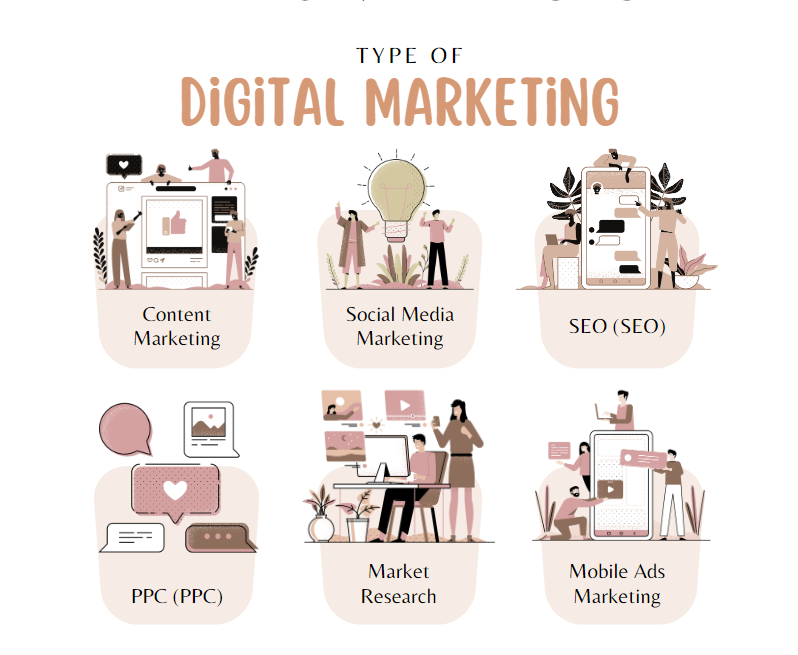 TYPE OF
DiGiTAL MARKETiNG
Content
Marketing
Social Media
Marketing
SEO (SEO)
PPC (PPC)
Market
Research
Mobile Ads
Marketing